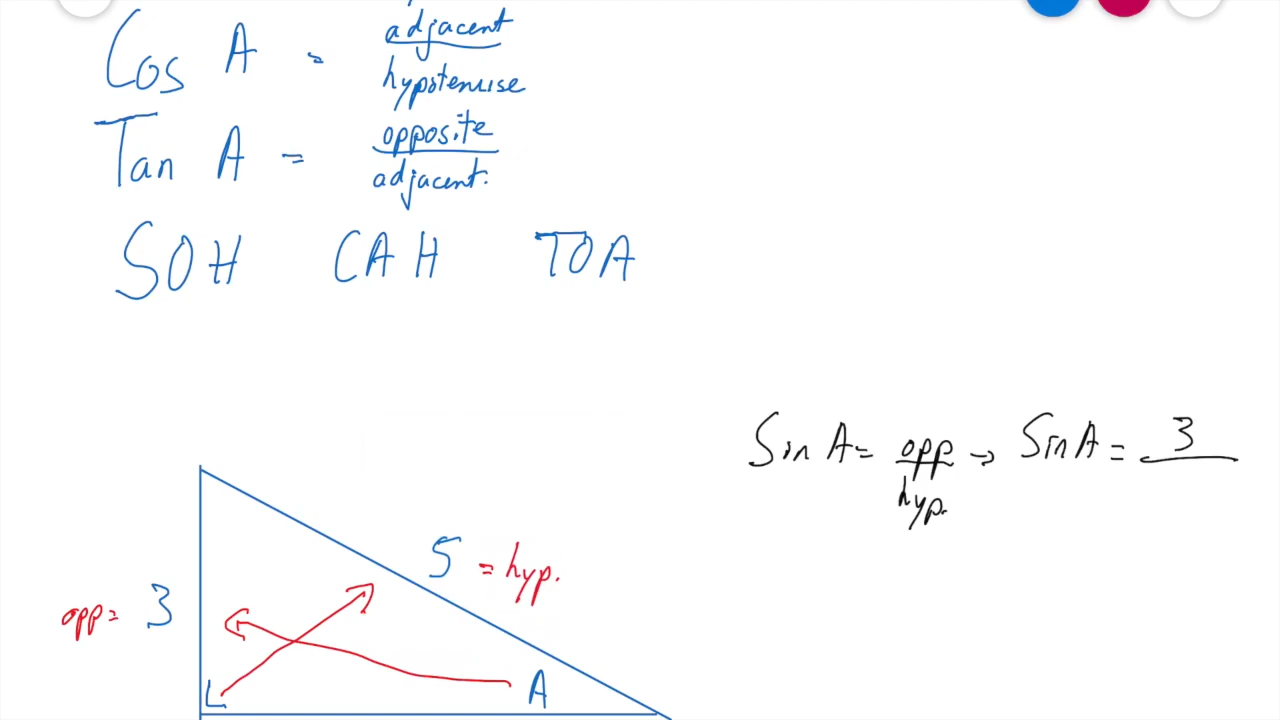 Cos A = adjacent
hypotenuse
Tan A = opposite
adjacent.
SOH CAH TOA
Sin A = opp → Sin A = 3
hyp.
5 = hyp.
opp = 3
A